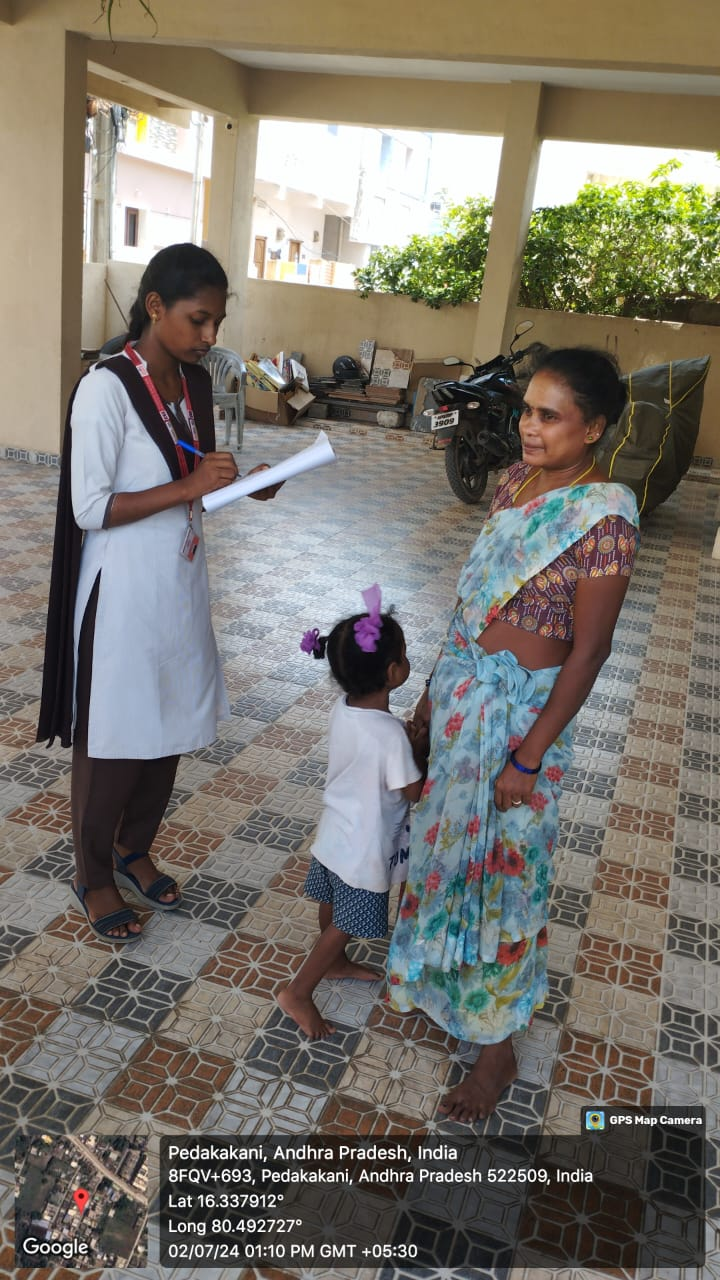 3909
GPS Map Camera
Pedakakani, Andhra Pradesh, India
8FQV+693, Pedakakani, Andhra Pradesh 522509, India
Lat 16.337912°
Long 80.492727°
02/07/24 01:10 PM GMT +05:30
Google